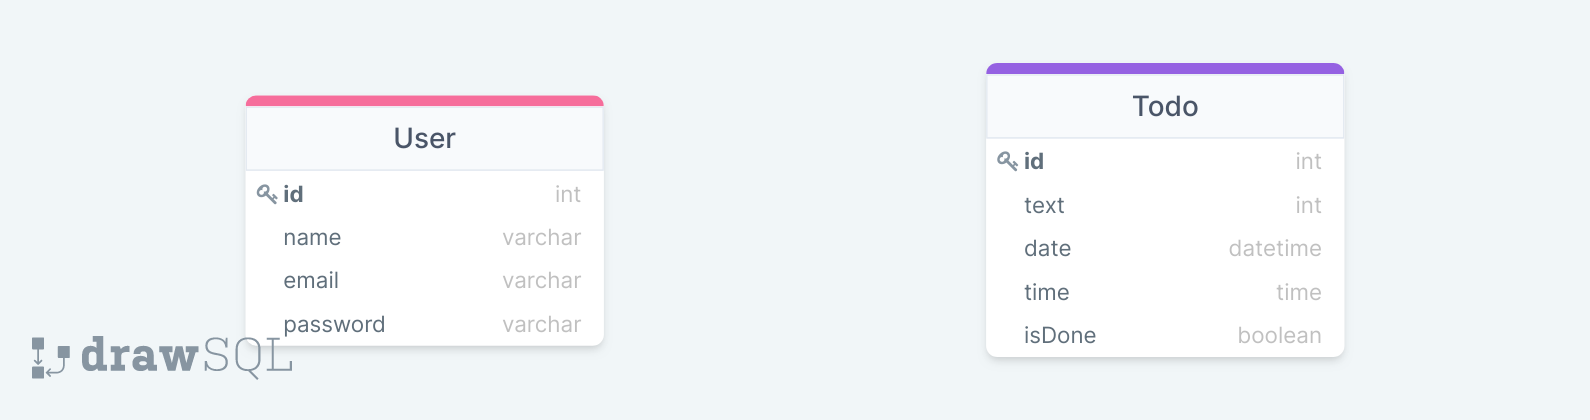 User
id int
name varchar
email varchar
password varchar
Todo
id int
text int
date datetime
time time
isDone boolean
drawSQL